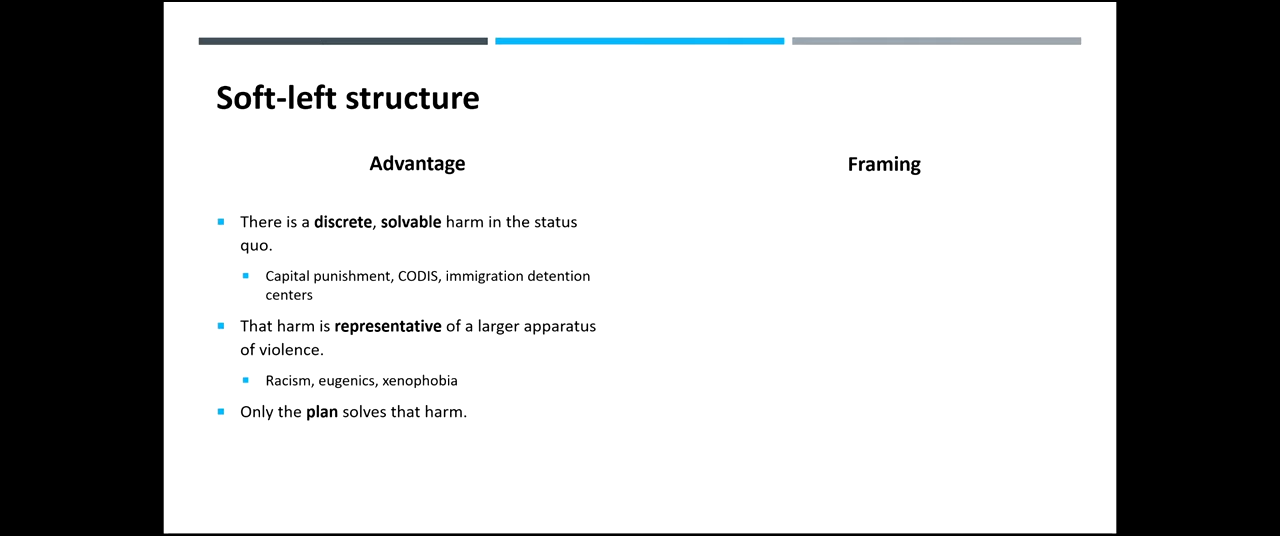 Soft-left structure
Advantage
Framing
There is a discrete, solvable harm in the status
quo.
Capital punishment, CODIS, immigration detention
centers
That harm is representative of a larger apparatus
of violence.
Racism, eugenics, xenophobia
Only the plan solves that harm.